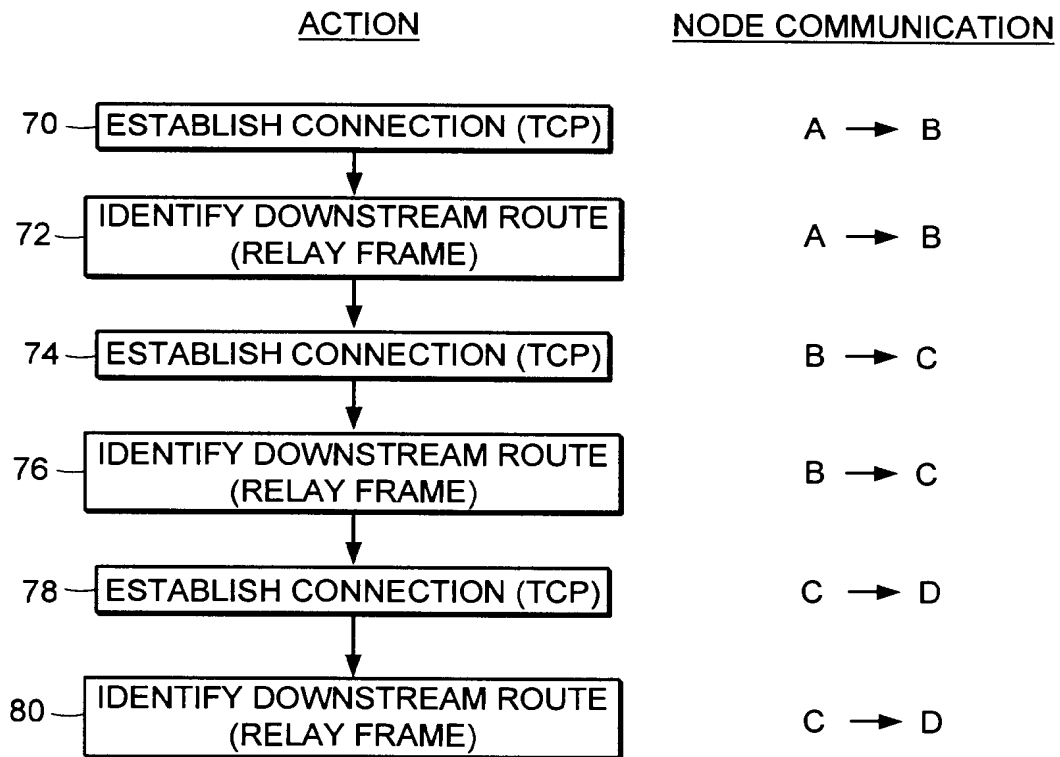 ACTION NODE COMMUNICATION
70 ESTABLISH CONNECTION (TCP) A → B
IDENTIFY DOWNSTREAM ROUTE
72 (RELAY FRAME) A → B
74 ESTABLISH CONNECTION (TCP) B → C
IDENTIFY DOWNSTREAM ROUTE
76 (RELAY FRAME) B → C
78 ESTABLISH CONNECTION (TCP) C → D
IDENTIFY DOWNSTREAM ROUTE
80 (RELAY FRAME) C → D